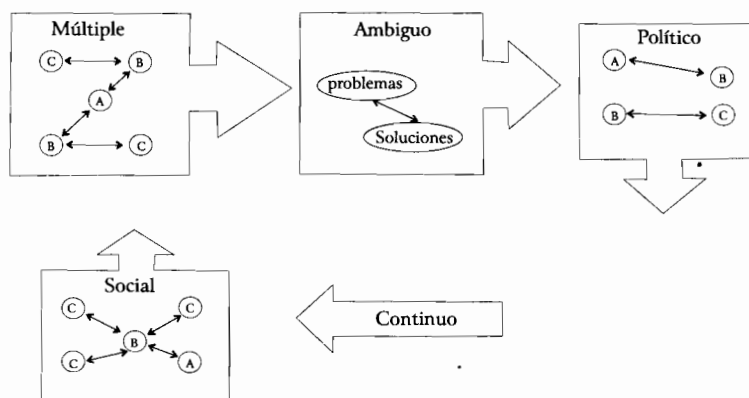 Múltiple
C B
A
B C
Ambiguo
problemas
Soluciones
Político
A
B
B C
Social
C C
B
C A
Continuo